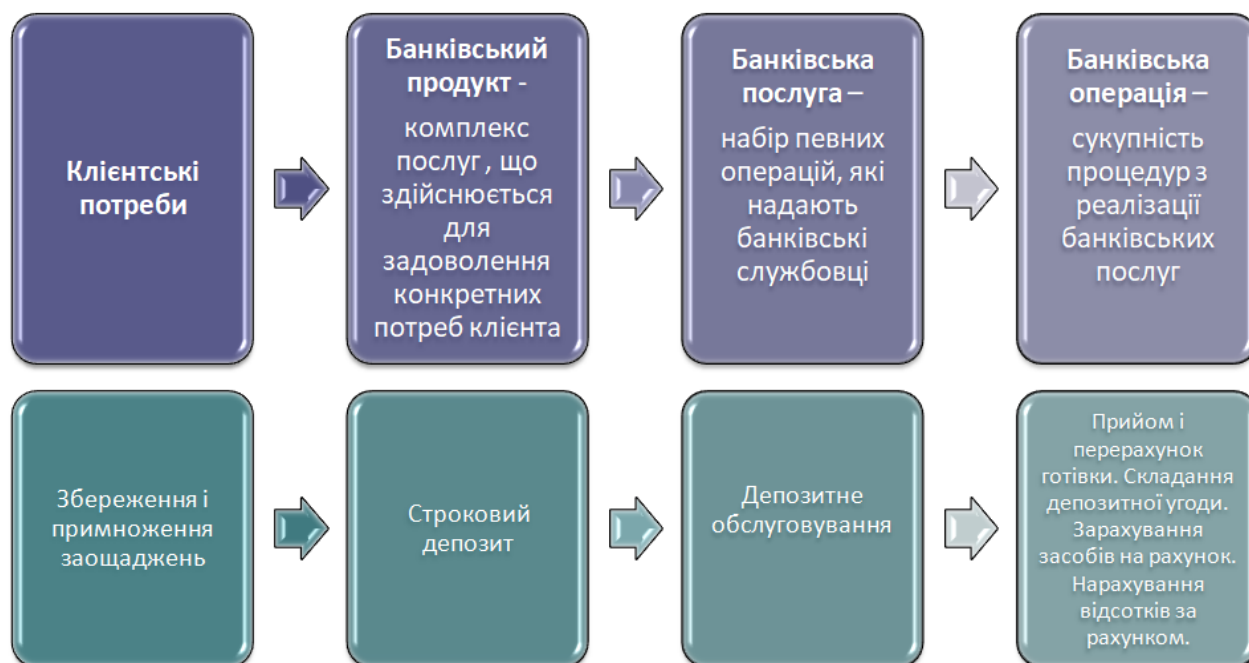 Клієнтські
потреби
Банківський
продукт -
комплекс
послуг , що
здійснюється
для
задоволення
конкретних
потреб клієнта
Банківська
послуга –
набір певних
операцій, які
надають
банківські
службовці
Банківська
операція –
сукупність
процедур з
реалізації
банківських
послуг
Збереження і
примноження
заощаджень
Строковий
депозит
Депозитне
обслуговування
Прийом і
перерахунок
готівки. Складання
депозитної угоди.
Зарахування
засобів на рахунок.
Нарахування
відсотків за
рахунком.